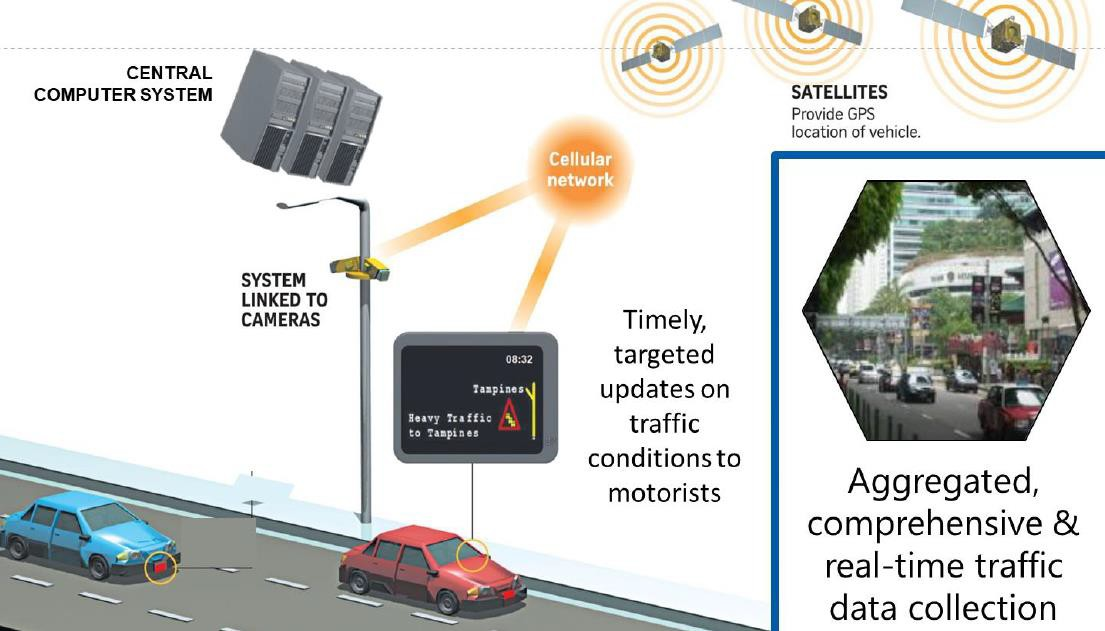 CENTRAL
COMPUTER SYSTEM
SATELLITES
Provide GPS
location of vehicle.
Cellular
network
SYSTEM
LINKED TO
CAMERAS
08:32
Tampines
Heavy Traffic
to Tampines
Timely,
targeted
updates on
traffic
conditions to
motorists
Aggregated,
comprehensive &
real-time traffic
data collection